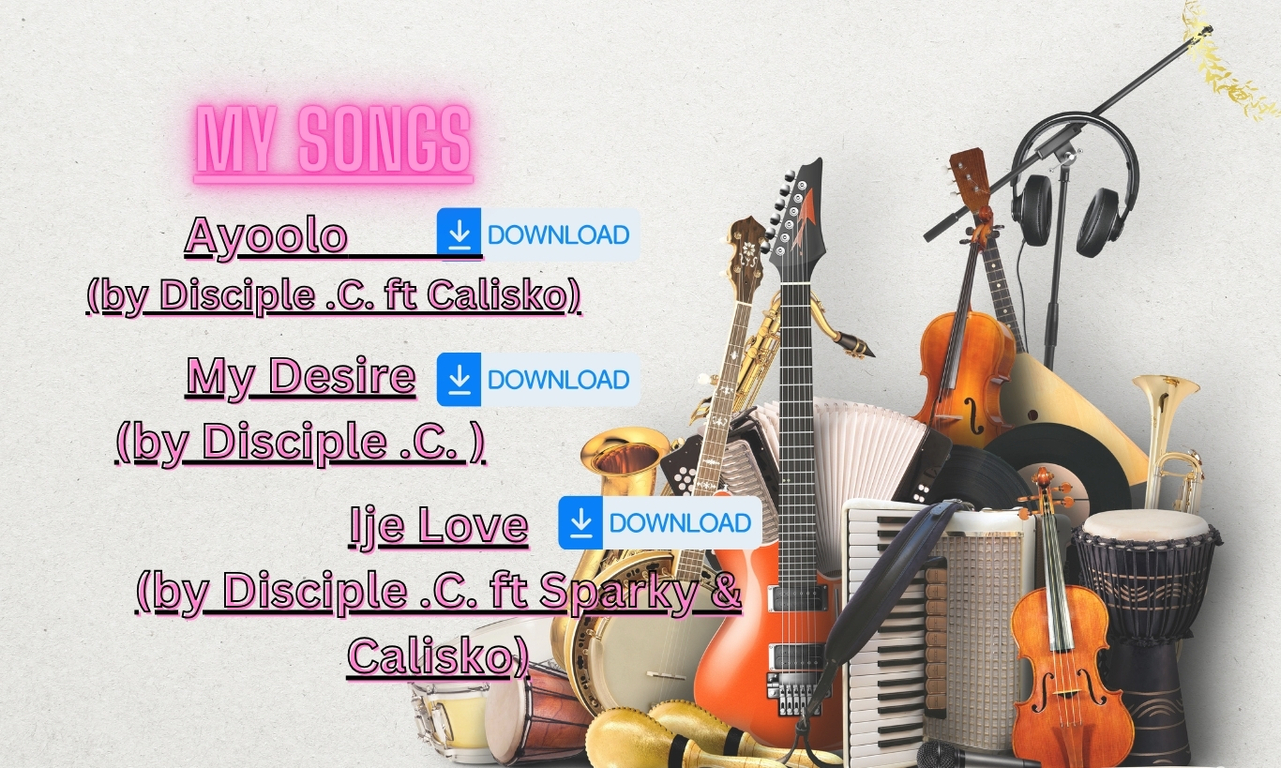 MY SONGS
Ayoolo DOWNLOAD
(by Disciple .C. ft Calisko)
My Desire DOWNLOAD
(by Disciple .C. )
Ije Love DOWNLOAD
(by Disciple .C. ft Sparky &
Calisko)